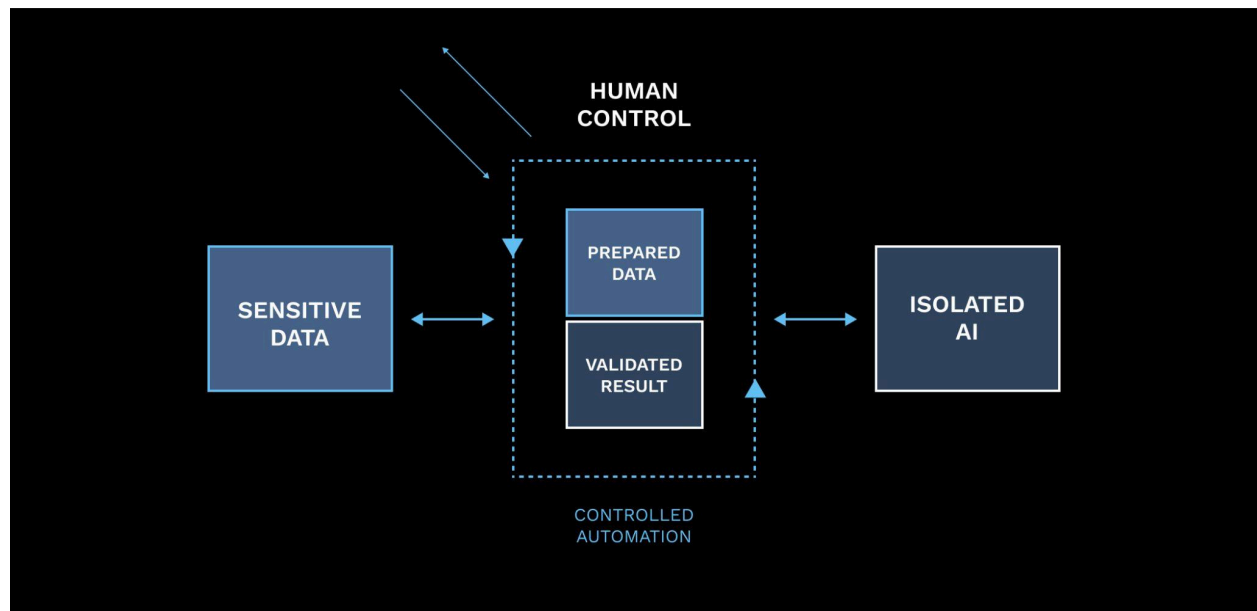 HUMAN
CONTROL
PREPARED
DATA
SENSITIVE
DATA
ISOLATED
AI
VALIDATED
RESULT
CONTROLLED
AUTOMATION